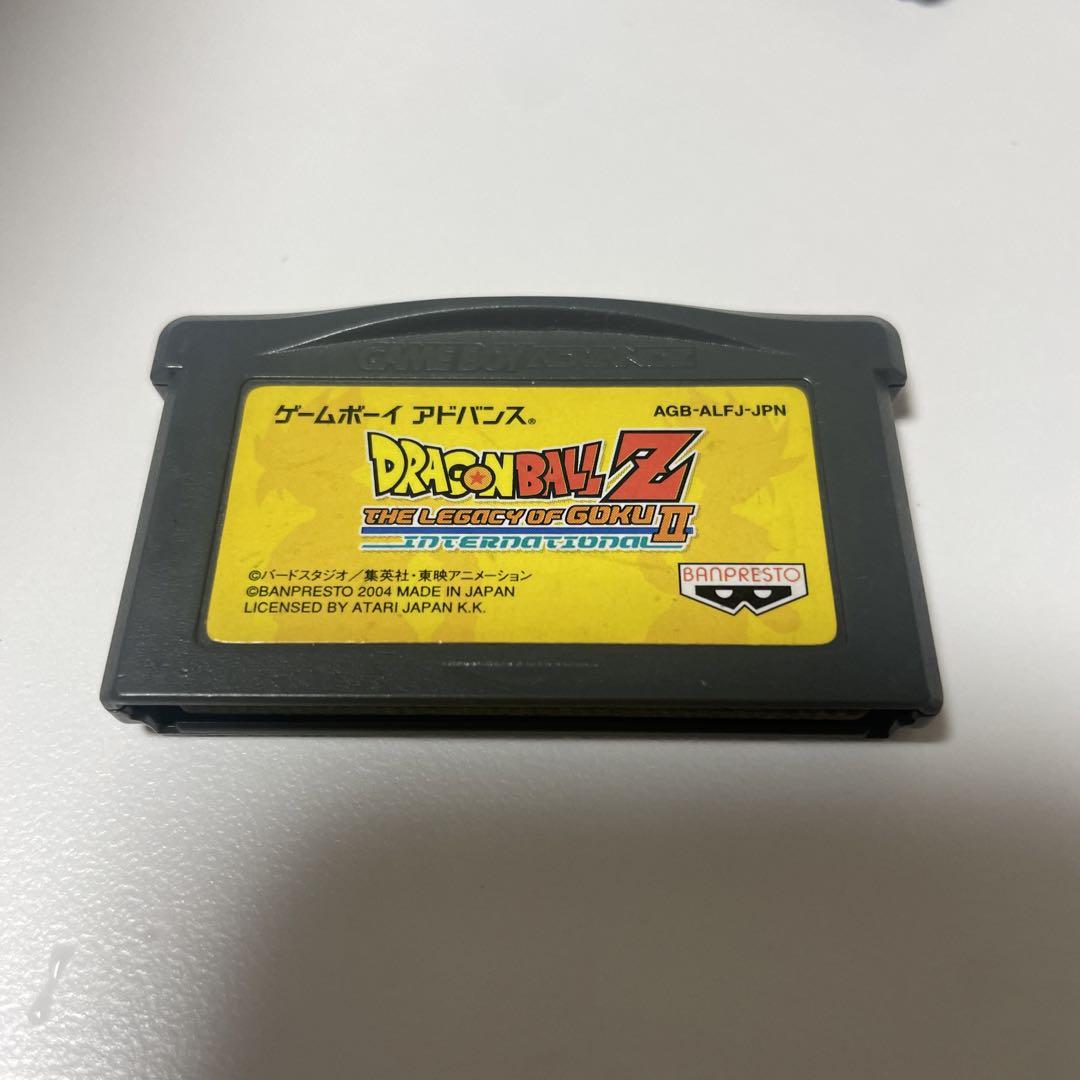 GAME BOY ADVANCE
ゲームボーイ アドバンス®
AGB-ALFJ-JPN
DRAGON BALL Z
THE LEGACY OF GOKU II
INTERNATIONAL
©バードスタジオ／集英社・東映アニメーション
©BANPRESTO 2004 MADE IN JAPAN
LICENSED BY ATARI JAPAN K.K.
BANPRESTO